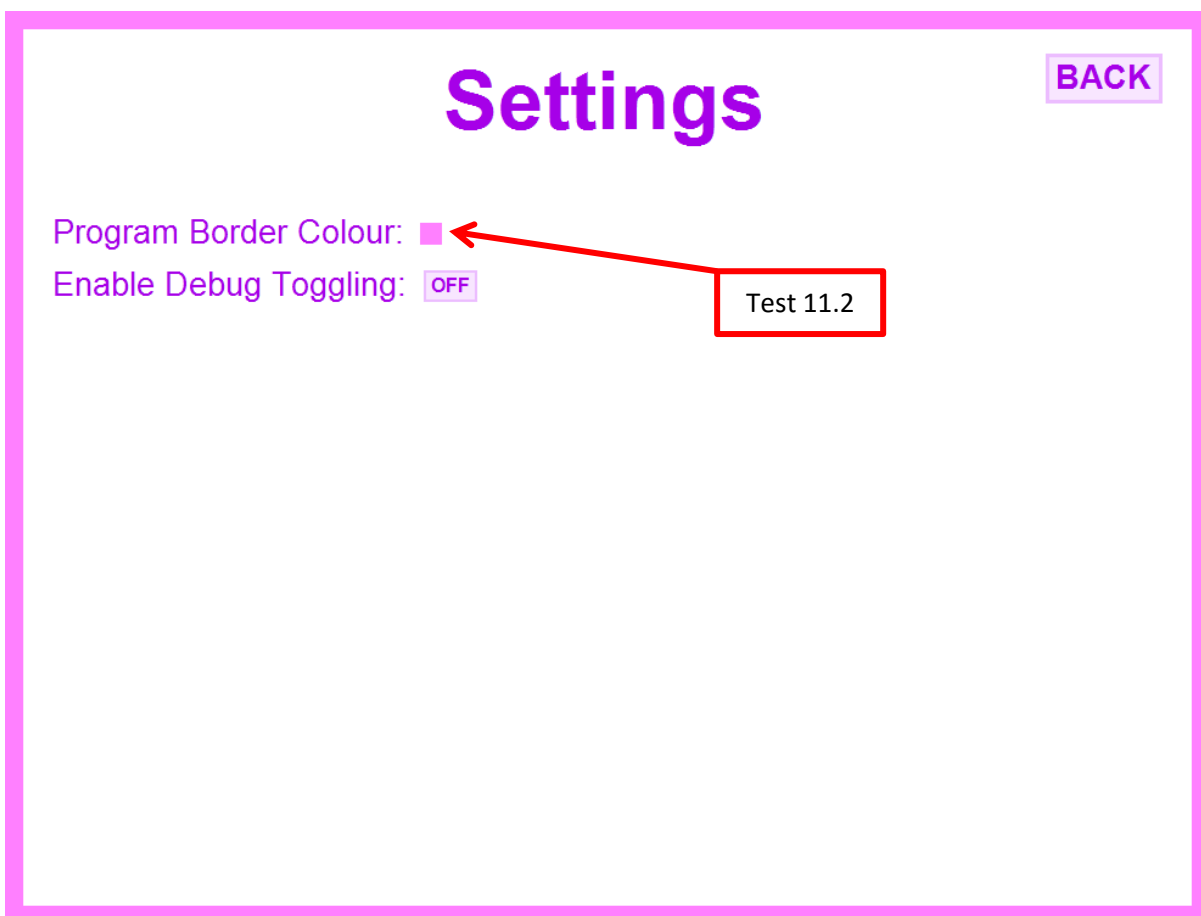 Settings
BACK
Program Border Colour:
Enable Debug Toggling: OFF
Test 11.2